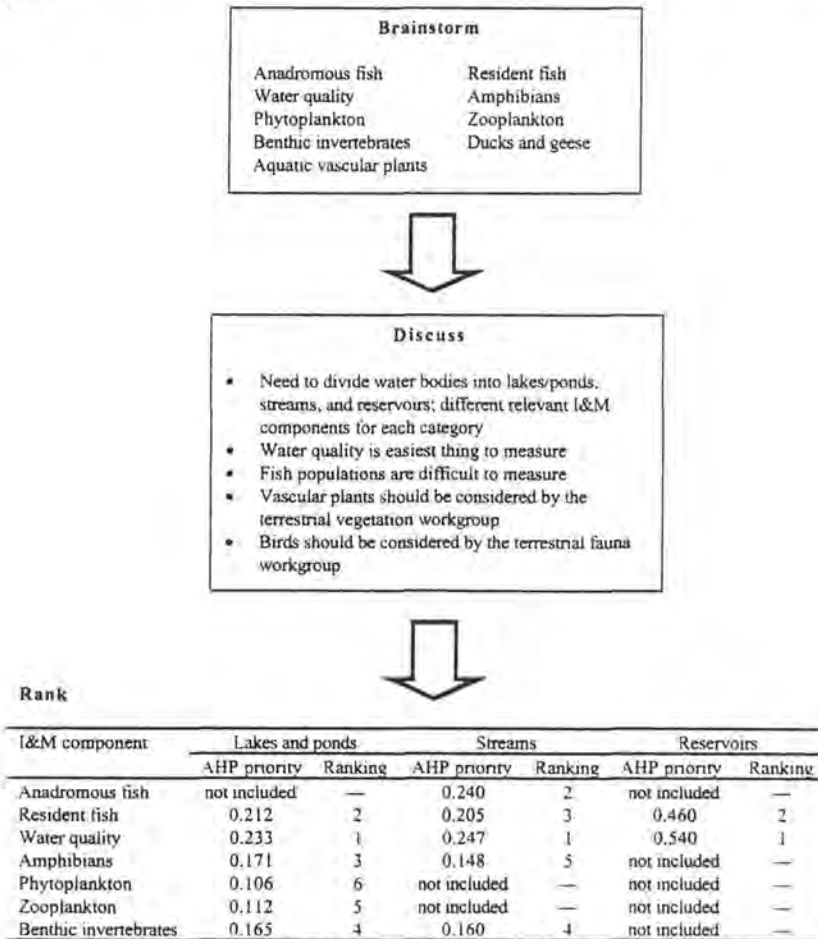 Brainstorm
Anadromous fish Resident fish
Water quality Amphibians
Phytoplankton Zooplankton
Benthic invertebrates Ducks and geese
Aquatic vascular plants
Discuss
• Need to divide water bodies into lakes/ponds,
streams, and reservoirs; different relevant I&M
components for each category
• Water quality is easiest thing to measure
• Fish populations are difficult to measure
• Vascular plants should be considered by the
terrestrial vegetation workgroup
• Birds should be considered by the terrestrial fauna
workgroup
Rank
I&M component Lakes and ponds Streams Reservoirs
AHP priority Ranking AHP priority Ranking AHP priority Ranking
Anadromous fish not included — 0.240 2 not included —
Resident fish 0.212 2 0.205 3 0.460 2
Water quality 0.233 1 0.247 1 0.540 1
Amphibians 0.171 3 0.148 5 not included —
Phytoplankton 0.106 6 not included — not included —
Zooplankton 0.112 5 not included — not included —
Benthic invertebrates 0.165 4 0.160 4 not included —